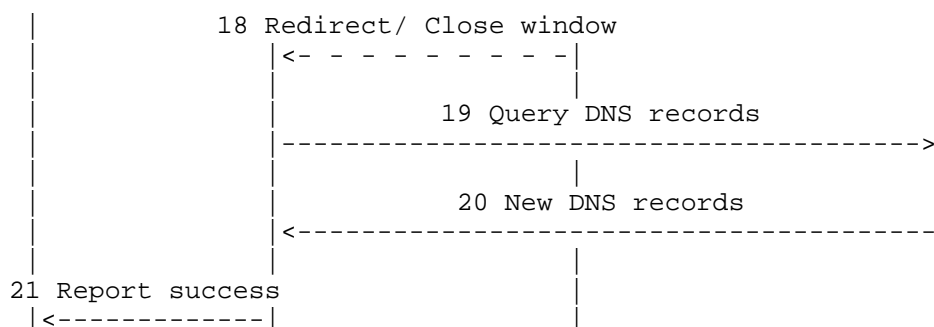 18 Redirect/ Close window
19 Query DNS records
20 New DNS records
21 Report success